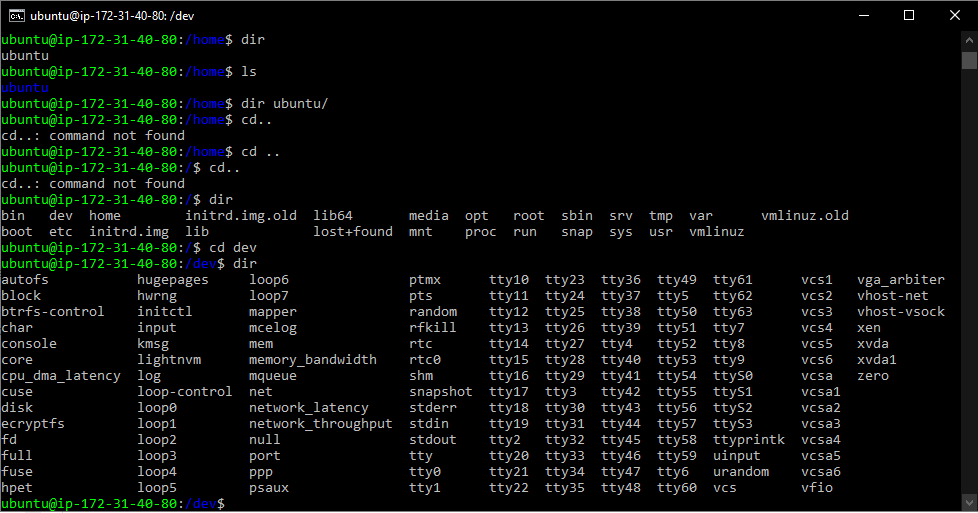 ubuntu@ip-172-31-40-80: /dev
ubuntu@ip-172-31-40-80:/home$ dir
ubuntu
ubuntu@ip-172-31-40-80:/home$ ls
ubuntu
ubuntu@ip-172-31-40-80:/home$ dir ubuntu/
ubuntu@ip-172-31-40-80:/home$ cd..
cd..: command not found
ubuntu@ip-172-31-40-80:/home$ cd ..
ubuntu@ip-172-31-40-80:/$ cd..
cd..: command not found
ubuntu@ip-172-31-40-80:/$ dir
bin   dev  home        initrd.img.old  lib64       media  opt   root  sbin  srv  tmp  var      vmlinuz.old
boot  etc  initrd.img  lib             lost+found  mnt    proc  run   snap  sys  usr  vmlinuz
ubuntu@ip-172-31-40-80:/$ cd dev
ubuntu@ip-172-31-40-80:/dev$ dir
autofs           hugepages     loop6               ptmx      tty10  tty23  tty36  tty49  tty61      vcs1   vga_arbiter
block            hwrng         loop7               pts       tty11  tty24  tty37  tty5   tty62      vcs2   vhost-net
btrfs-control    initctl       mapper              random    tty12  tty25  tty38  tty50  tty63      vcs3   vhost-vsock
char             input         mcelog              rfkill    tty13  tty26  tty39  tty51  tty7       vcs4   xen
console          kmsg          mem                 rtc       tty14  tty27  tty4   tty52  tty8       vcs5   xvda
core             lightnvm      memory_bandwidth    rtc0      tty15  tty28  tty40  tty53  tty9       vcs6   xvda1
cpu_dma_latency  log           mqueue              shm       tty16  tty29  tty41  tty54  ttyS0      vcsa   zero
cuse             loop-control  net                 snapshot  tty17  tty3   tty42  tty55  ttyS1      vcsa1
disk             loop0         network_latency     stderr    tty18  tty30  tty43  tty56  ttyS2      vcsa2
ecryptfs         loop1         network_throughput  stdin     tty19  tty31  tty44  tty57  ttyS3      vcsa3
fd               loop2         null                stdout    tty2   tty32  tty45  tty58  ttyprintk  vcsa4
full             loop3         port                tty       tty20  tty33  tty46  tty59  uinput     vcsa5
fuse             loop4         ppp                 tty0      tty21  tty34  tty47  tty6   urandom    vcsa6
hpet             loop5         psaux               tty1      tty22  tty35  tty48  tty60  vcs        vfio
ubuntu@ip-172-31-40-80:/dev$